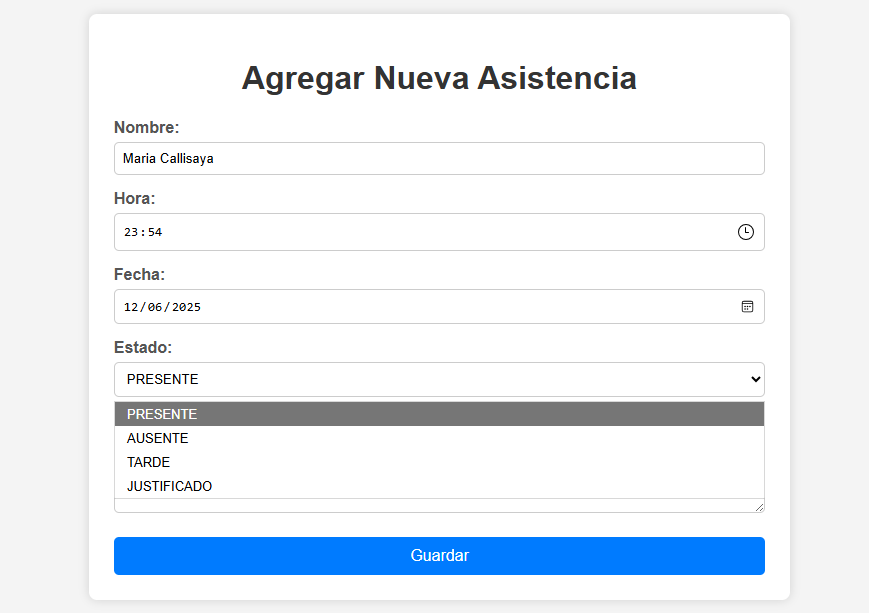 Agregar Nueva Asistencia
Nombre:
Maria Callisaya
Hora:
23:54
Fecha:
12/06/2025
Estado:
PRESENTE
PRESENTE
AUSENTE
TARDE
JUSTIFICADO
Guardar